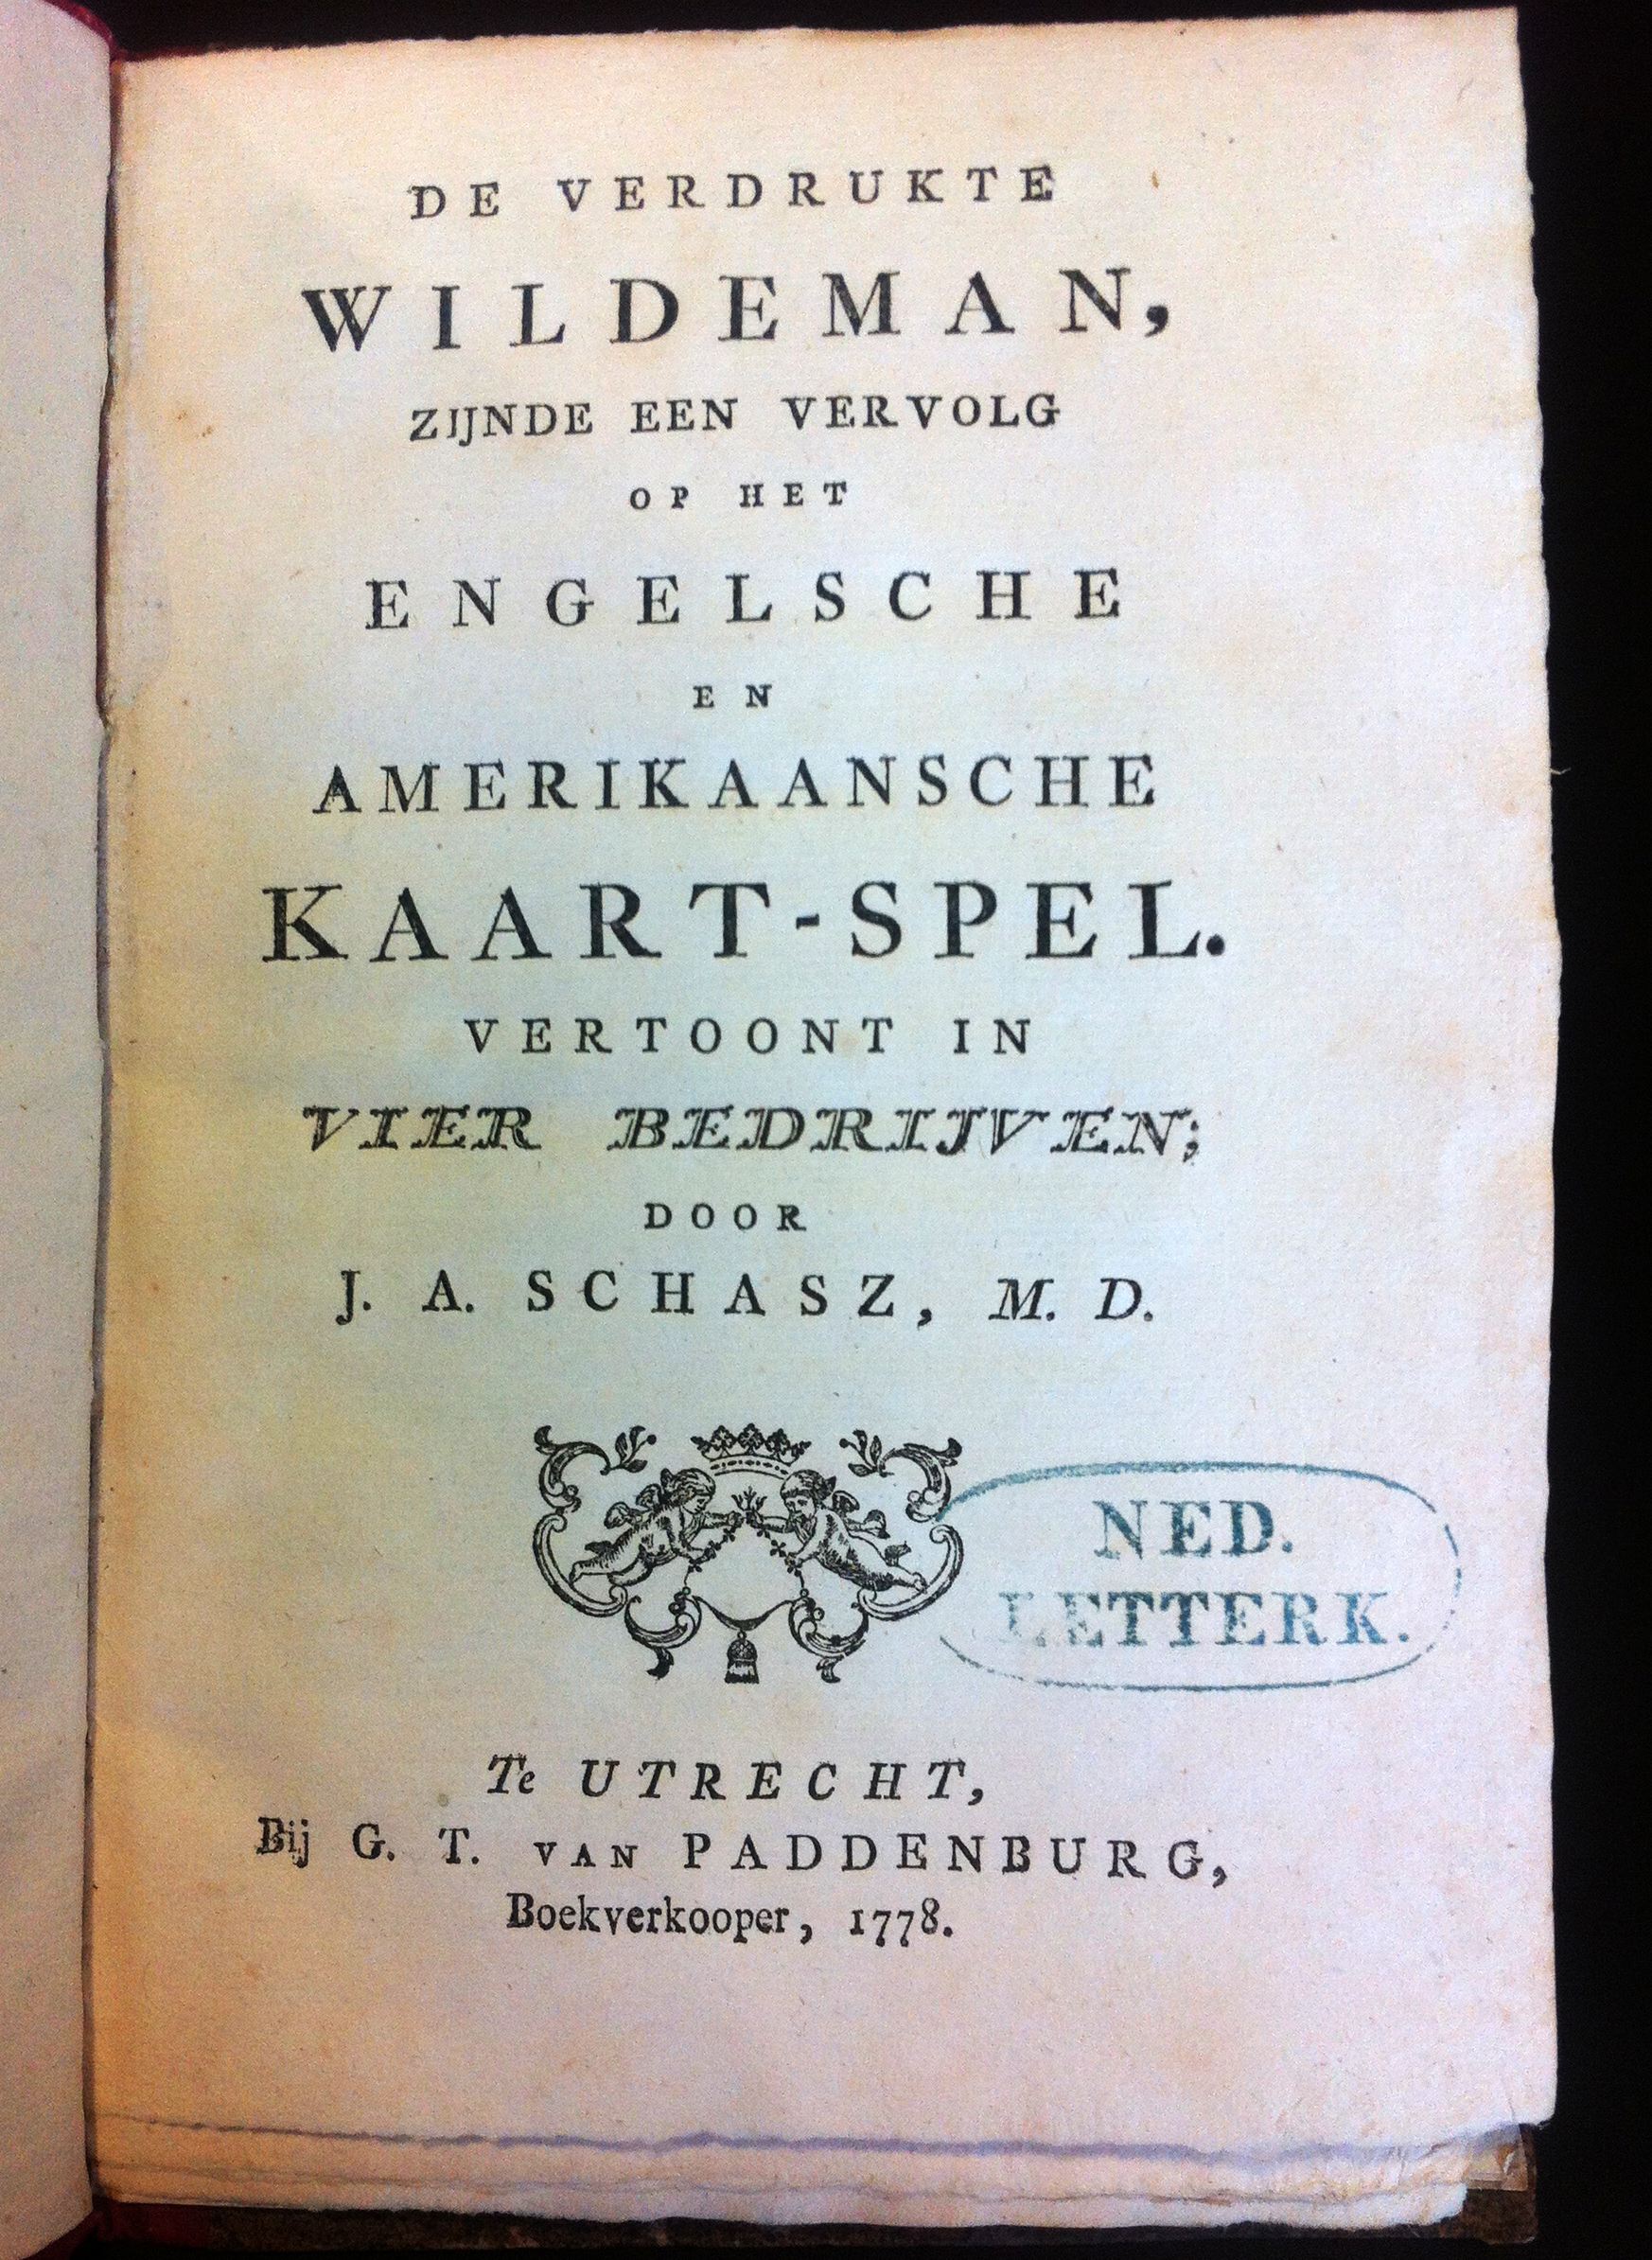 DE VERDRUKTE
WILDEMAN,
ZIJNDE EEN VERVOLG
OP HET
ENGELSCHE
EN
AMERIKAANSCHE
KAART-SPEL.
VERTOONT IN
VIER BEDRIJVEN;
DOOR
J. A. SCHASZ, M. D.
NED.
LETTERK.
Te UTRECHT,
Bij G. T. VAN PADDENBURG,
Boekverkooper, 1778.